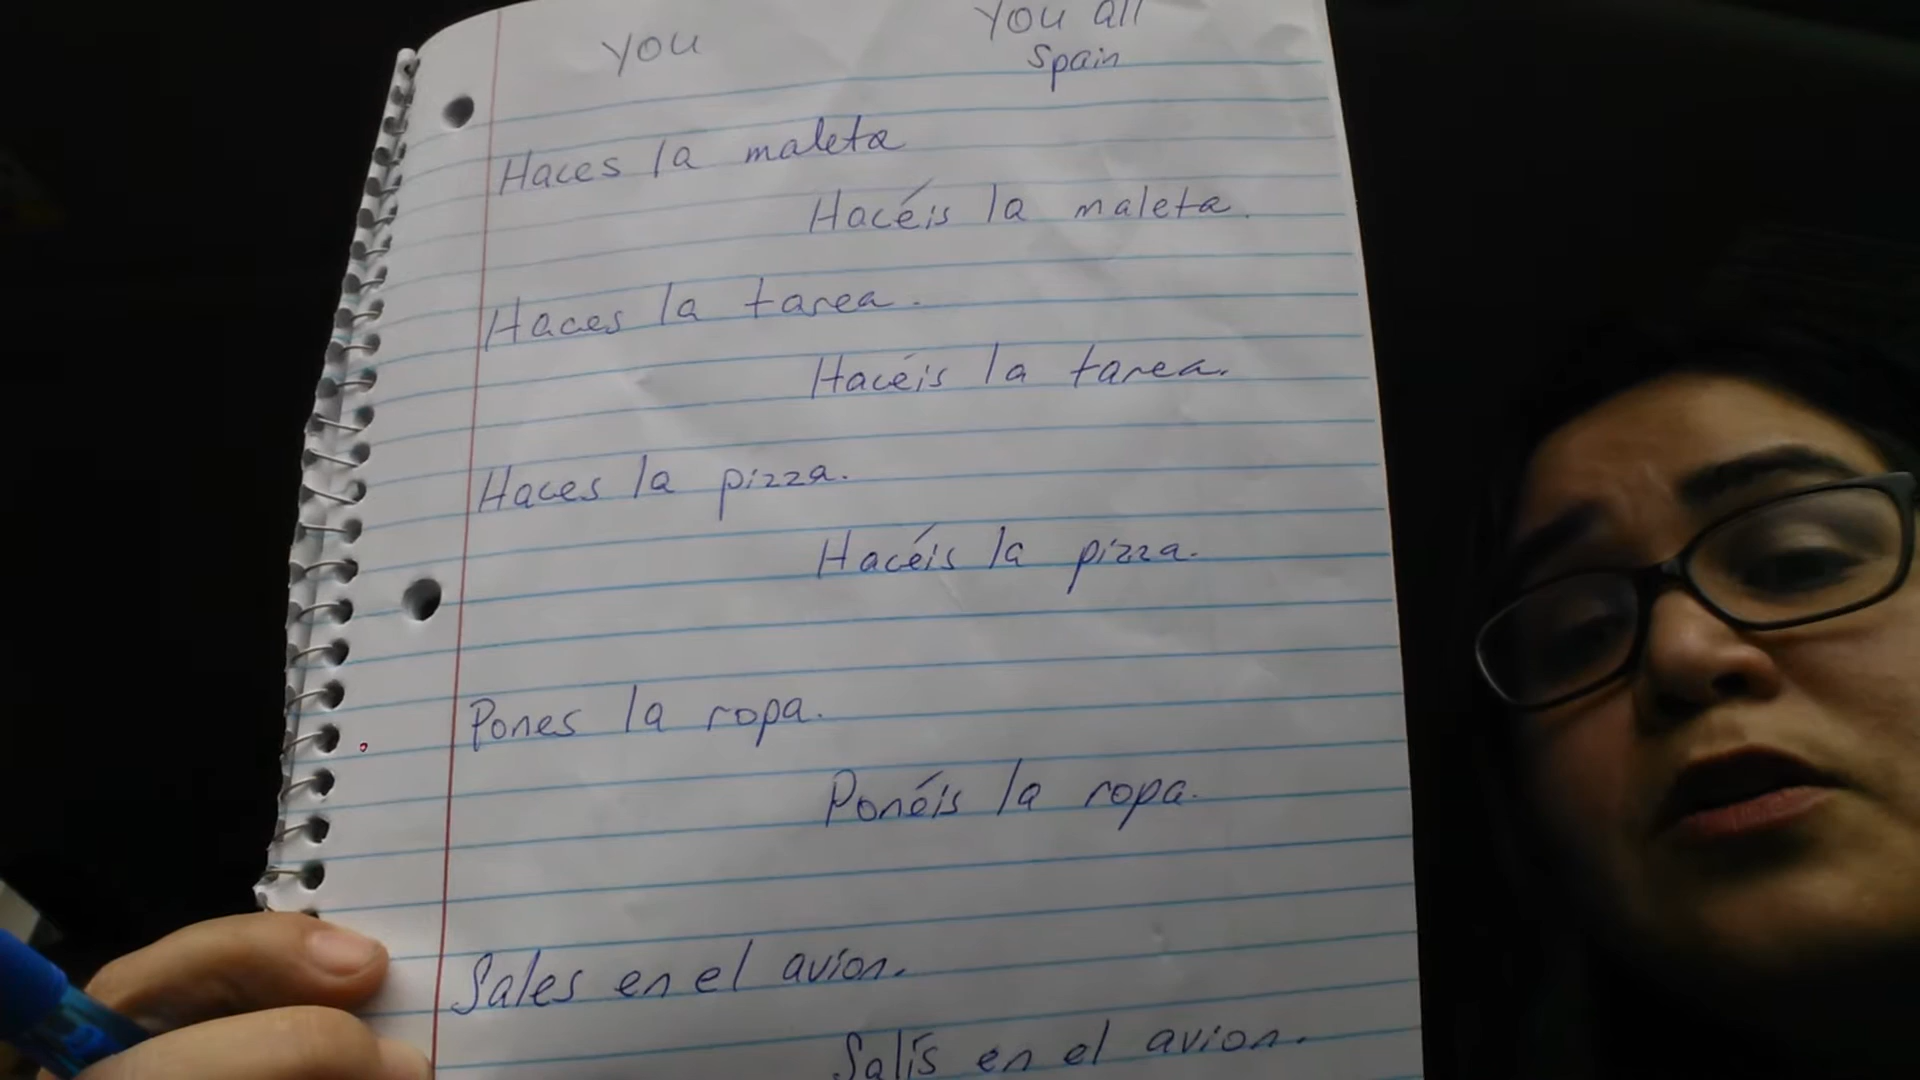 you
you all
Spain
Haces la maleta
Hacéis la maleta.
Haces la tarea.
Hacéis la tarea.
Haces la pizza.
Hacéis la pizza.
Pones la ropa.
Ponéis la ropa.
Sales en el avion.
Salís en el avion.